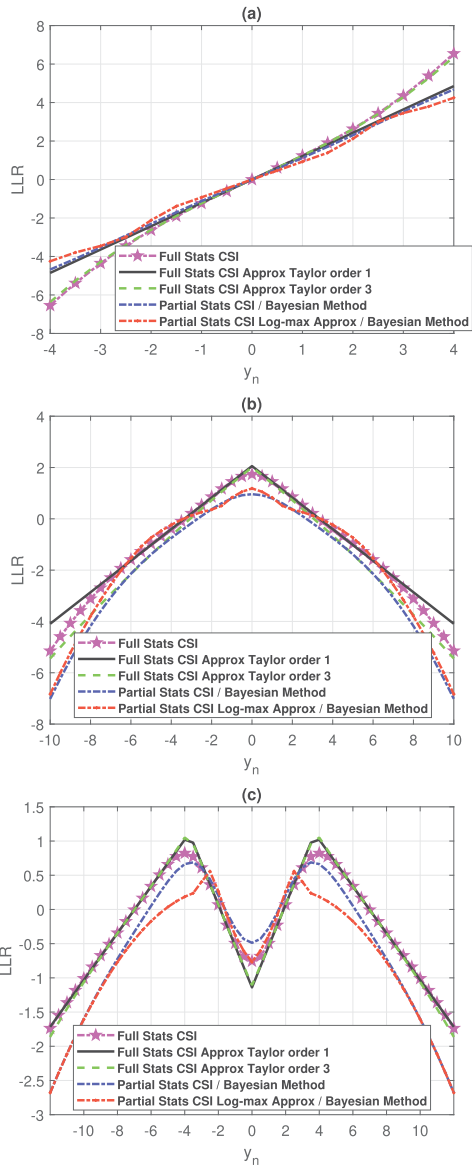 (a)
8
6
4
2
0
-2
-4
-6
-8
LLR
Full Stats CSI
Full Stats CSI Approx Taylor order 1
Full Stats CSI Approx Taylor order 3
Partial Stats CSI / Bayesian Method
Partial Stats CSI Log-max Approx / Bayesian Method
-4 -3 -2 -1 0 1 2 3 4
y_n
(b)
4
2
0
-2
-4
-6
-8
LLR
Full Stats CSI
Full Stats CSI Approx Taylor order 1
Full Stats CSI Approx Taylor order 3
Partial Stats CSI / Bayesian Method
Partial Stats CSI Log-max Approx / Bayesian Method
-10 -8 -6 -4 -2 0 2 4 6 8 10
y_n
(c)
1.5
1
0.5
0
-0.5
-1
-1.5
-2
-2.5
-3
LLR
Full Stats CSI
Full Stats CSI Approx Taylor order 1
Full Stats CSI Approx Taylor order 3
Partial Stats CSI / Bayesian Method
Partial Stats CSI Log-max Approx / Bayesian Method
-10 -8 -6 -4 -2 0 2 4 6 8 10
y_n